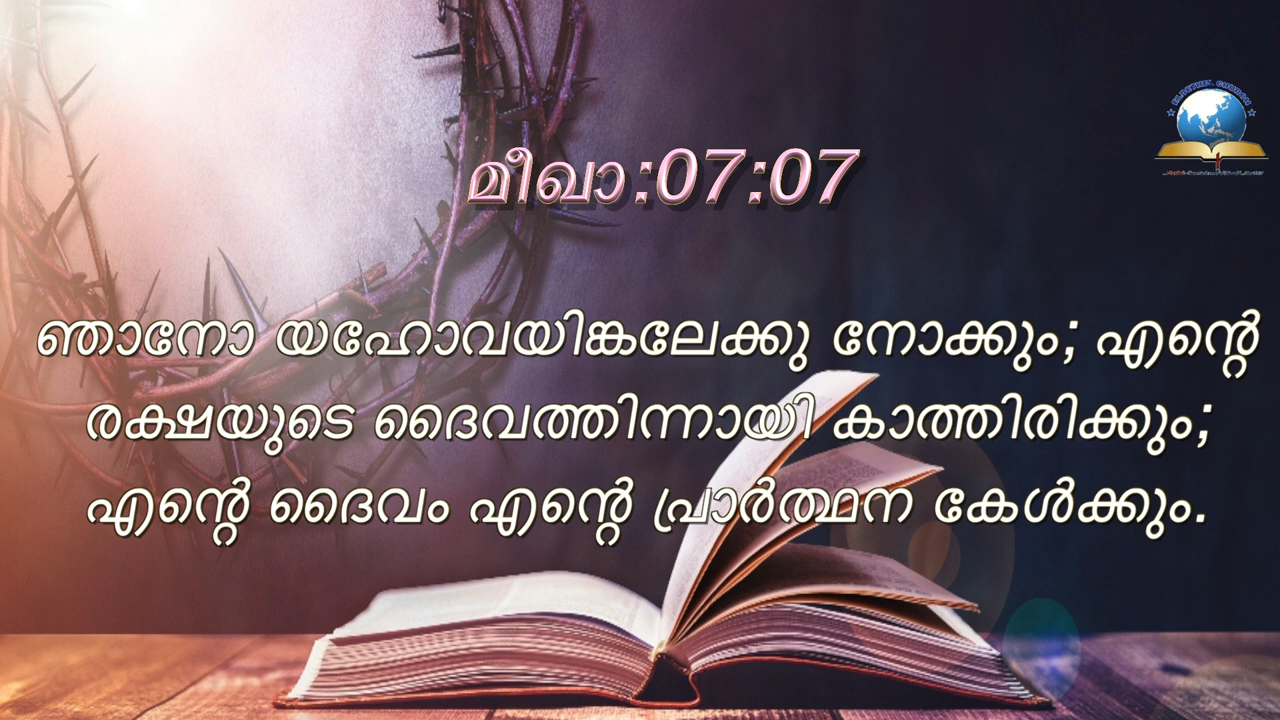 മീഖാ:07:07
ഞാനോ യഹോവയിങ്കലേക്കു നോക്കും; എന്റെ
രക്ഷയുടെ ദൈവത്തിന്നായി കാത്തിരിക്കും;
എന്റെ ദൈവം എന്റെ പ്രാർത്ഥന കേൾക്കും.